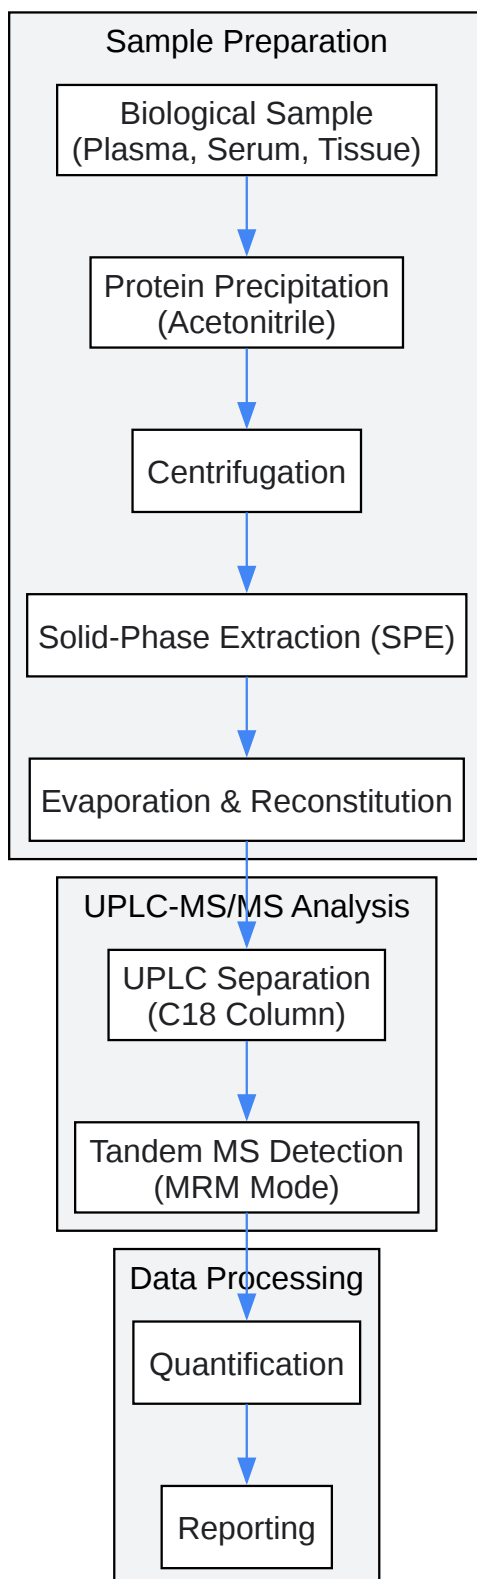 Sample Preparation
Biological Sample
(Plasma, Serum, Tissue)
Protein Precipitation
(Acetonitrile)
Centrifugation
Solid-Phase Extraction (SPE)
Evaporation & Reconstitution
UPLC-MS/MS Analysis
UPLC Separation
(C18 Column)
Tandem MS Detection
(MRM Mode)
Data Processing
Quantification
Reporting